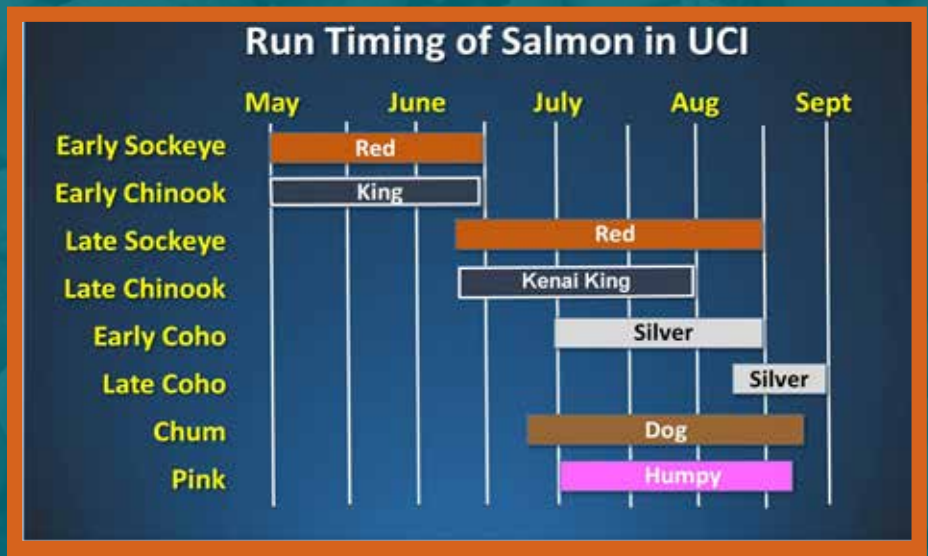 Run Timing of Salmon in UCI
May June July Aug Sept
Early Sockeye Red
Early Chinook King
Late Sockeye Red
Late Chinook Kenai King
Early Coho Silver
Late Coho Silver
Chum Dog
Pink Humpy